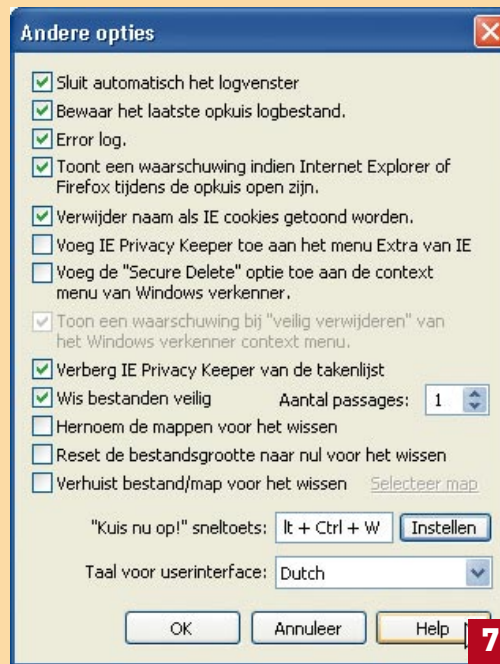 Andere opties
Sluit automatisch het logvenster
Bewaar het laatste opkuis logbestand.
Error log.
Toont een waarschuwing indien Internet Explorer of
Firefox tijdens de opkuis open zijn.
Verwijder naam als IE cookies getoond worden.
Voeg IE Privacy Keeper toe aan het menu Extra van IE
Voeg de "Secure Delete" optie toe aan de context
menu van Windows verkenner.
Toon een waarschuwing bij "veilig verwijderen" van
het Windows verkenner context menu.
Verberg IE Privacy Keeper van de takenlijst
Wis bestanden veilig Aantal passages: 1
Hernoem de mappen voor het wissen
Reset de bestandsgrootte naar nul voor het wissen
Verhuist bestand/map voor het wissen Selecteer map
"Kuis nu op!" sneltoets: lt + Ctrl + W Instellen
Taal voor userinterface: Dutch
OK Annuleer Help
7